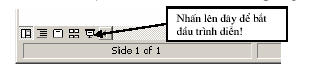 Nhấn lên đây để bắt
đầu trình diễn!
Slide 1 of 1